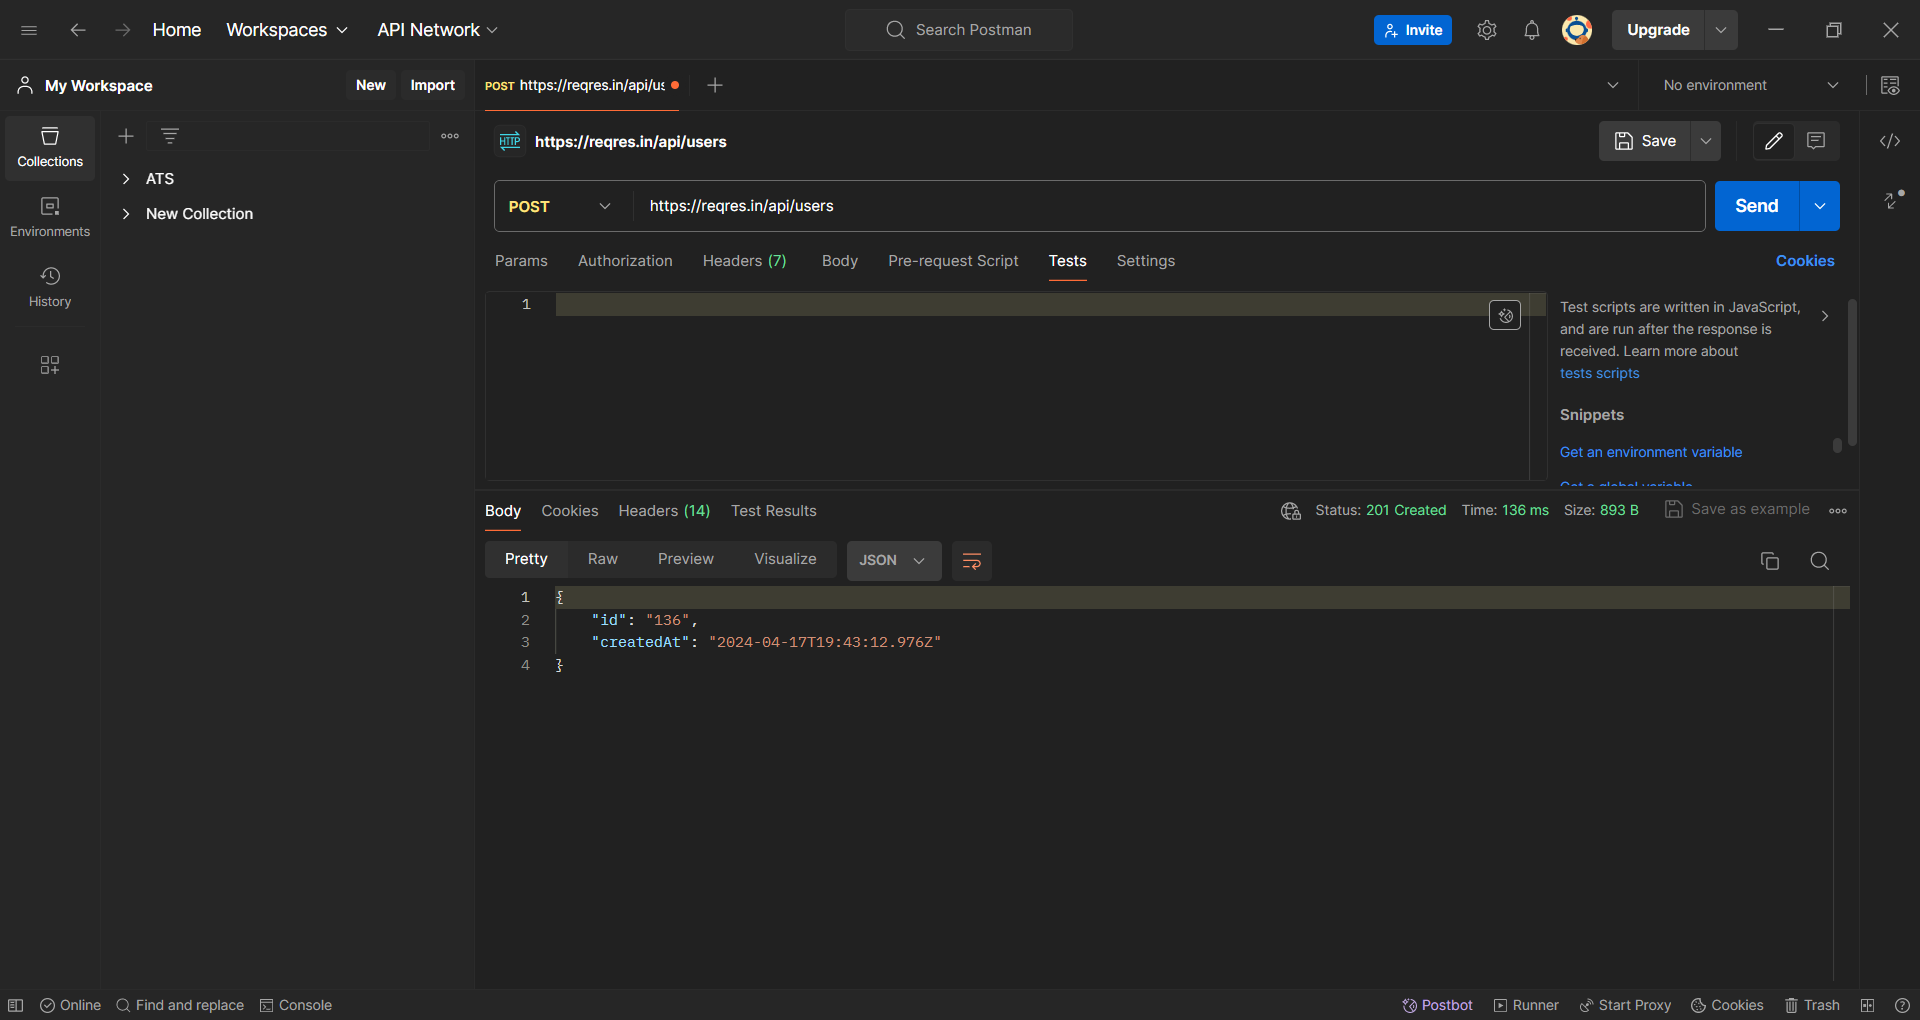 Home Workspaces API Network Search Postman Invite Upgrade
My Workspace New Import POST https://reqres.in/api/us No environment
Collections
Environments
History
ATS
New Collection
HTTP https://reqres.in/api/users Save
POST https://reqres.in/api/users Send
Params Authorization Headers (7) Body Pre-request Script Tests Settings Cookies
1
Test scripts are written in JavaScript,
and are run after the response is
received. Learn more about
tests scripts
Snippets
Get an environment variable
Get a global variable
Body Cookies Headers (14) Test Results Status: 201 Created Time: 136 ms Size: 893 B Save as example
Pretty Raw Preview Visualize JSON
1 {
2 "id": "136",
3 "createdAt": "2024-04-17T19:43:12.976Z"
4 }
Online Find and replace Console Postbot Runner Start Proxy Cookies Trash